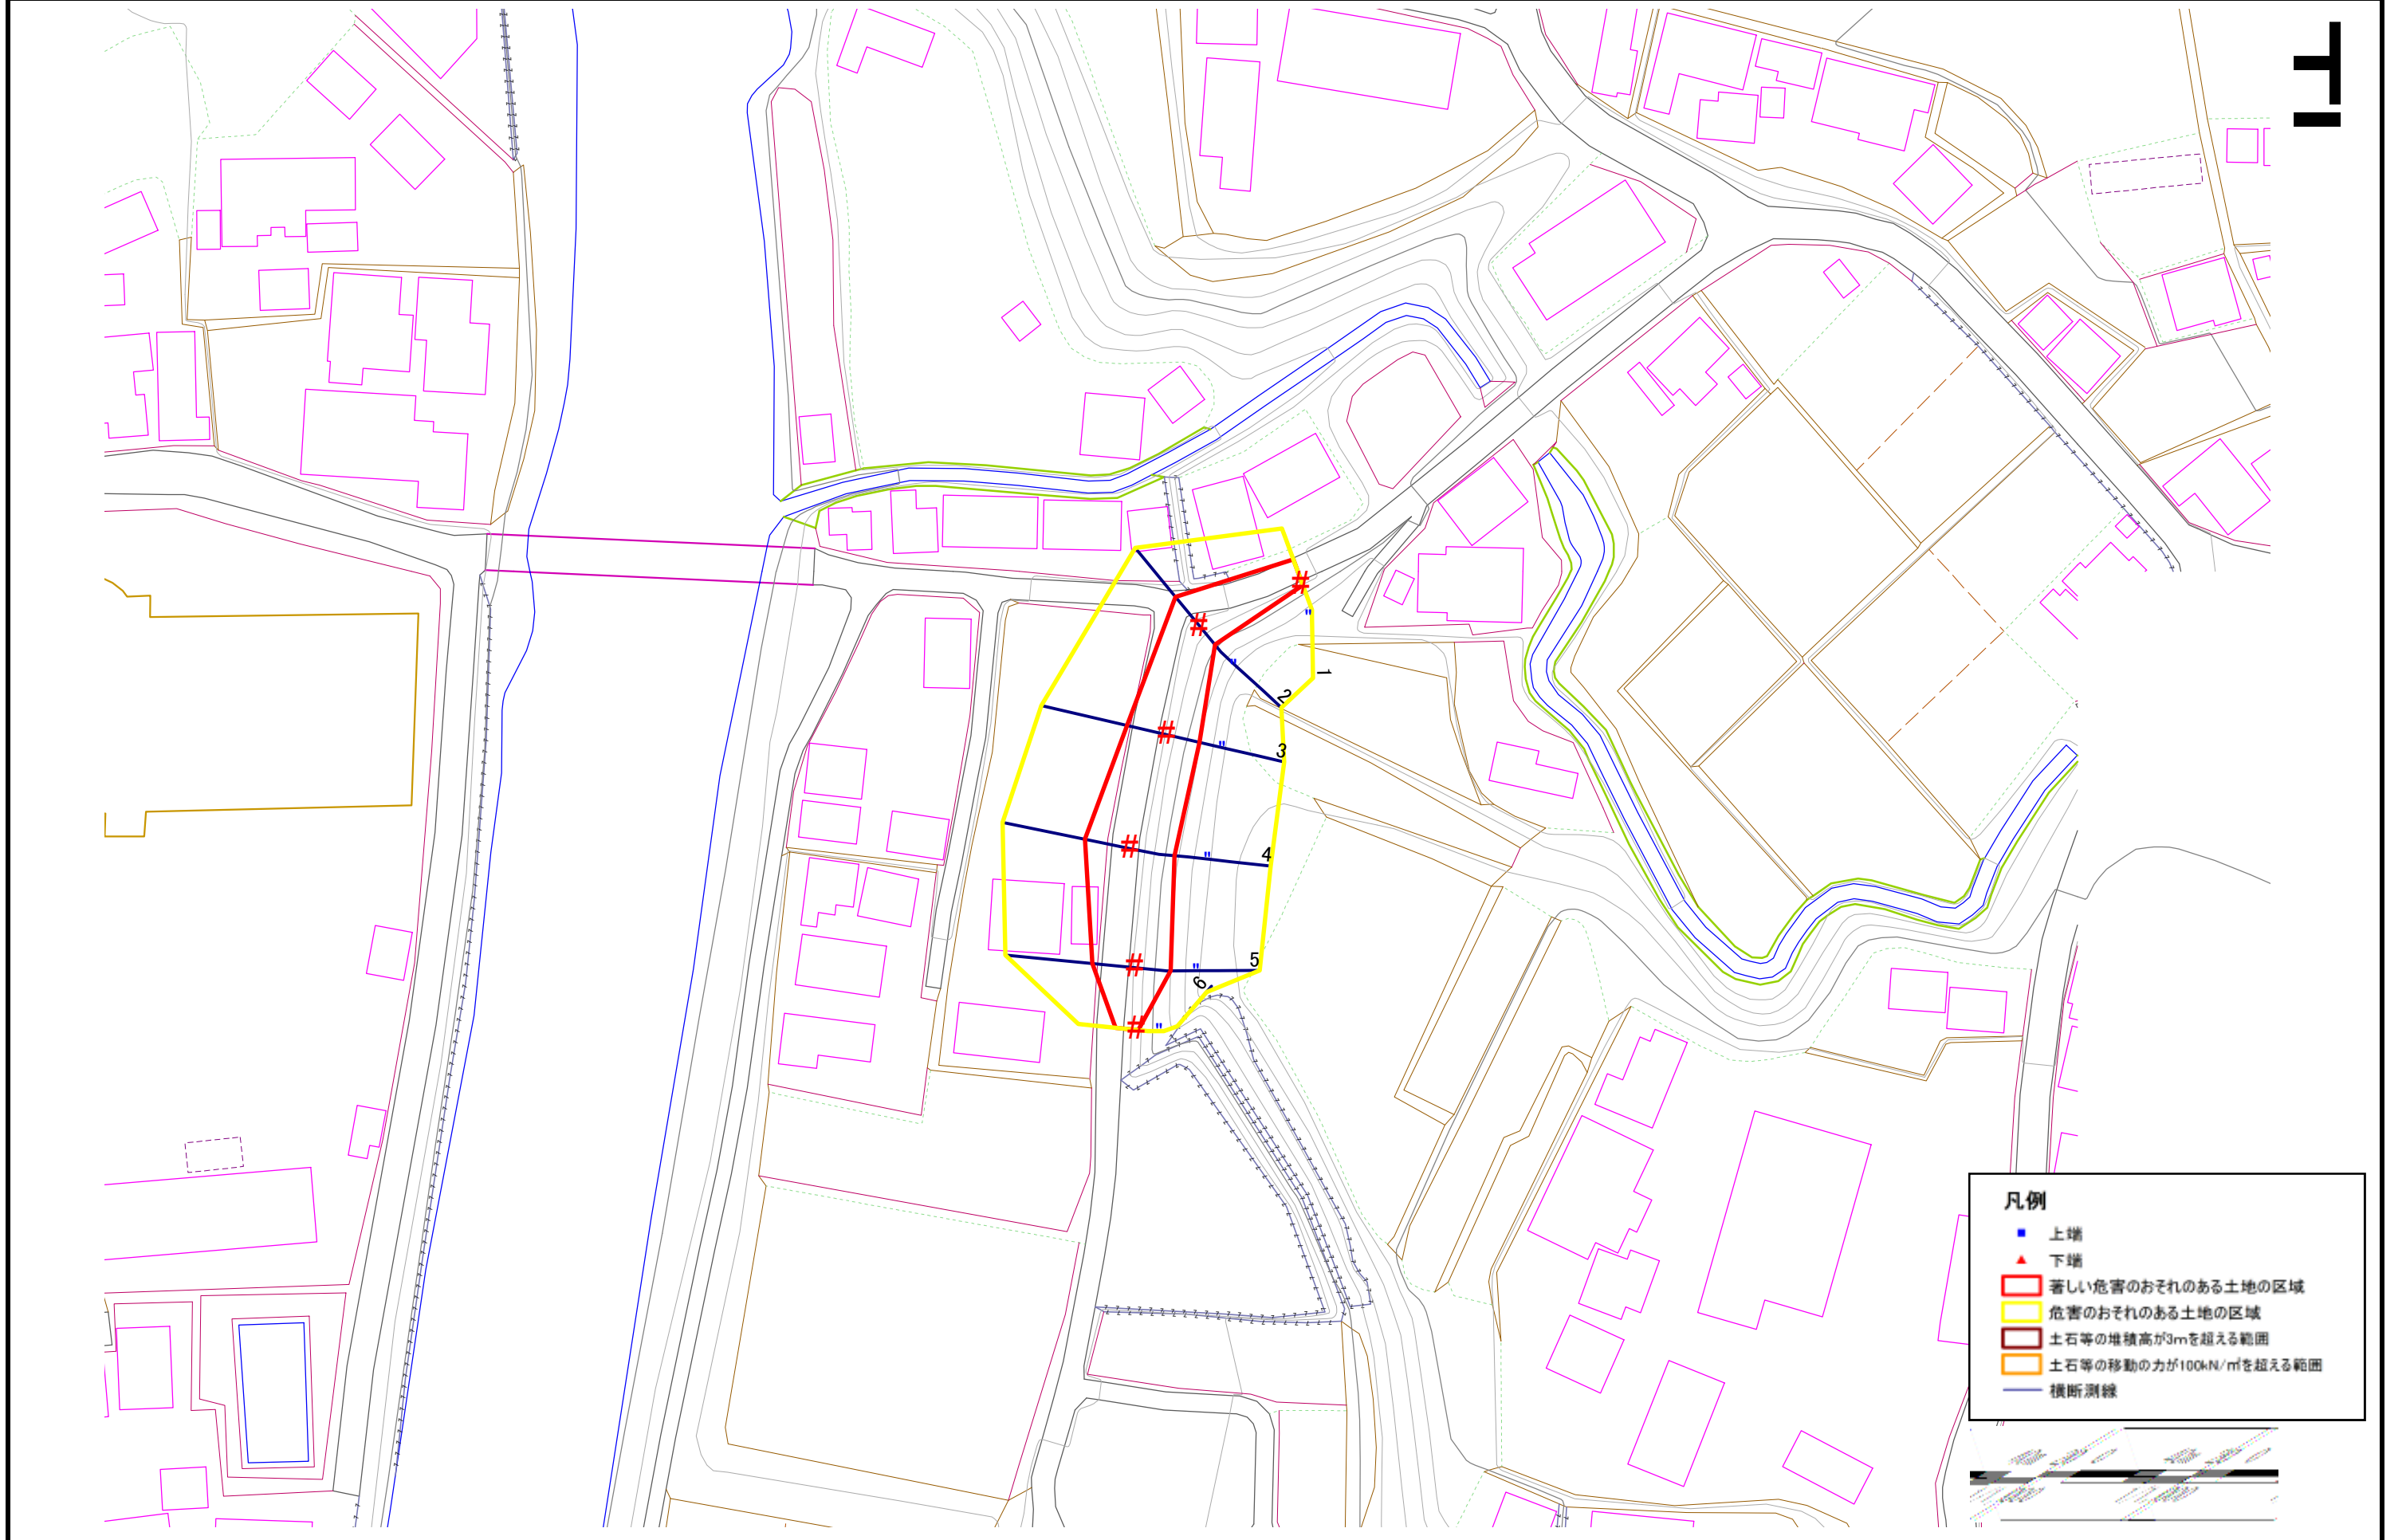 1
2
3
4
5
6
凡例
上端
下端
著しい危害のおそれのある土地の区域
危害のおそれのある土地の区域
土石等の堆積高が3mを超える範囲
土石等の移動の力が100kN/㎡を超える範囲
横断測線